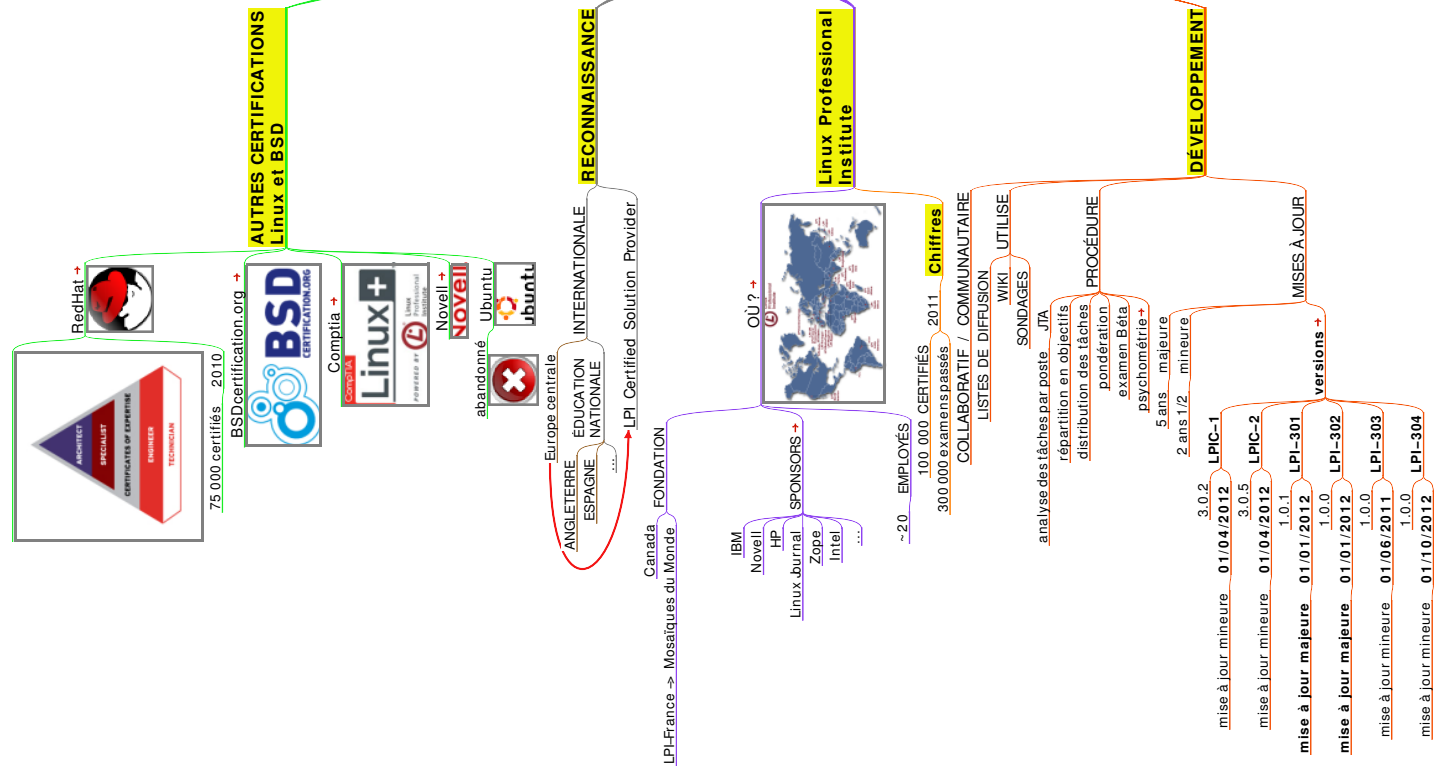 AUTRES CERTIFICATIONS
Linux et BSD
RedHat
ARCHITECT
SPECIALIST
CERTIFICATES OF EXPERTISE
ENGINEER
TECHNICIAN
75 000 certifiés 2010
BSDcertification.org
BSD
CERTIFICATION.ORG
Comptia
CompTIA
Linux+
POWERED BY
Linux
Professional
Institute
Novell
Novell
Ubuntu
ubuntu
abandonné
RECONNAISSANCE
INTERNATIONALE
Europe centrale
ÉDUCATION
NATIONALE
ANGLETERRE
ESPAGNE
...
LPI Certified Solution Provider
Linux Professional
Institute
OÙ ?
FONDATION
Canada
LPI-France => Mosaïques du Monde
SPONSORS
IBM
Novell
HP
Linux Journal
Zope
Intel
...
EMPLOYÉS
~20
Chiffres
2011
100 000 CERTIFIÉS
300 000 examens passés
DÉVELOPPEMENT
COLLABORATIF / COMMUNAUTAIRE
UTILISE
LISTES DE DIFFUSION
WIKI
SONDAGES
PROCÉDURE
JTA
analyse des tâches par poste
répartition en objectifs
distribution des tâches
pondération
examen Béta
psychométrie
MISES À JOUR
majeure
5 ans
mineure
2 ans 1/2
versions
LPIC-1
3.0.2
01/04/2012
mise à jour mineure
LPIC-2
3.0.5
01/04/2012
mise à jour mineure
LPI-301
1.0.1
01/01/2012
mise à jour majeure
LPI-302
1.0.0
01/01/2012
mise à jour majeure
LPI-303
1.0.0
01/06/2011
mise à jour mineure
LPI-304
1.0.0
01/10/2012
mise à jour mineure